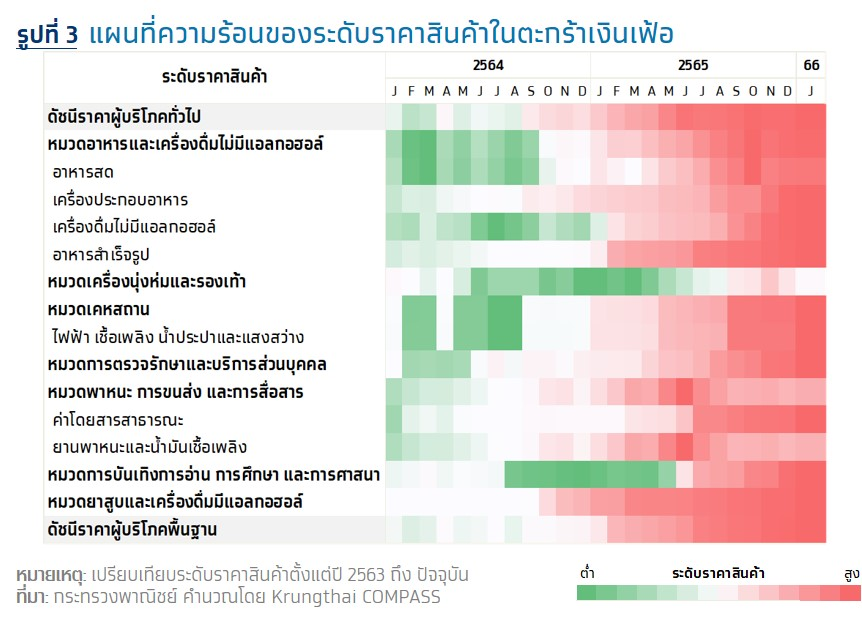 รูปที่ 3 แผนที่ความร้อนของระดับราคาสินค้าในตะกร้าเงินเฟ้อ
ระดับราคาสินค้า 2564 2565 66
J F M A M J J A S O N D J F M A M J J A S O N D J
ดัชนีราคาผู้บริโภคทั่วไป
หมวดอาหารและเครื่องดื่มไม่มีแอลกอฮอล์
อาหารสด
เครื่องประกอบอาหาร
เครื่องดื่มไม่มีแอลกอฮอล์
อาหารสำเร็จรูป
หมวดเครื่องนุ่งห่มและรองเท้า
หมวดเคหสถาน
ไฟฟ้า เชื้อเพลิง น้ำประปาและแสงสว่าง
หมวดการตรวจรักษาและบริการส่วนบุคคล
หมวดพาหนะ การขนส่ง และการสื่อสาร
ค่าโดยสารสาธารณะ
ยานพาหนะและน้ำมันเชื้อเพลิง
หมวดการบันเทิงการอ่าน การศึกษา และการศาสนา
หมวดยาสูบและเครื่องดื่มมีแอลกอฮอล์
ดัชนีราคาผู้บริโภคพื้นฐาน
หมายเหตุ: เปรียบเทียบระดับราคาสินค้าตั้งแต่ปี 2563 ถึง ปัจจุบัน
ที่มา: กระทรวงพาณิชย์ คำนวณโดย Krungthai COMPASS
ต่ำ ระดับราคาสินค้า สูง